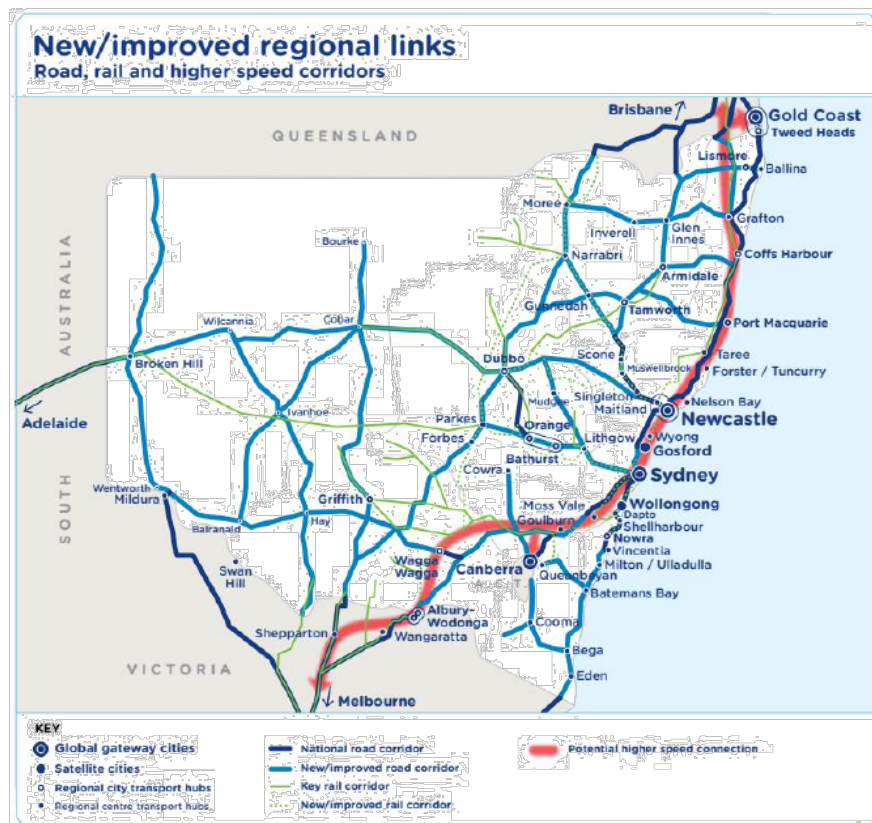 New/improved regional links
Road, rail and higher speed corridors
Brisbane
Gold Coast
Tweed Heads
QUEENSLAND
Lismore
Ballina
Moree
Inverell
Glen
Innes
Grafton
Bourke
Narrabri
Coffs Harbour
Armidale
SOUTH AUSTRALIA
Gunnedah
Tamworth
Wilcannia
Cobar
Port Macquarie
Broken Hill
Dubbo
Scone
Muswellbrook
Taree
Forster / Tuncurry
Adelaide
Ivanhoe
Mudgee
Singleton
Maitland
Nelson Bay
Newcastle
Parkes
Forbes
Orange
Lithgow
Bathurst
Wyong
Gosford
Cowra
Sydney
Wentworth
Mildura
Griffith
Moss Vale
Goulburn
Wollongong
Dapto
Shellharbour
Balranald
Hay
Nowra
Vincentia
Swan
Hill
Wagga
Wagga
Canberra
A.C.T.
Queanbeyan
Milton / Ulladulla
Batemans Bay
Albury-
Wodonga
Shepparton
Wangaratta
Cooma
Bega
VICTORIA
Eden
Melbourne
KEY
Global gateway cities
Satellite cities
Regional city transport hubs
Regional centre transport hubs
National road corridor
New/improved road corridor
Key rail corridor
New/improved rail corridor
Potential higher speed connection